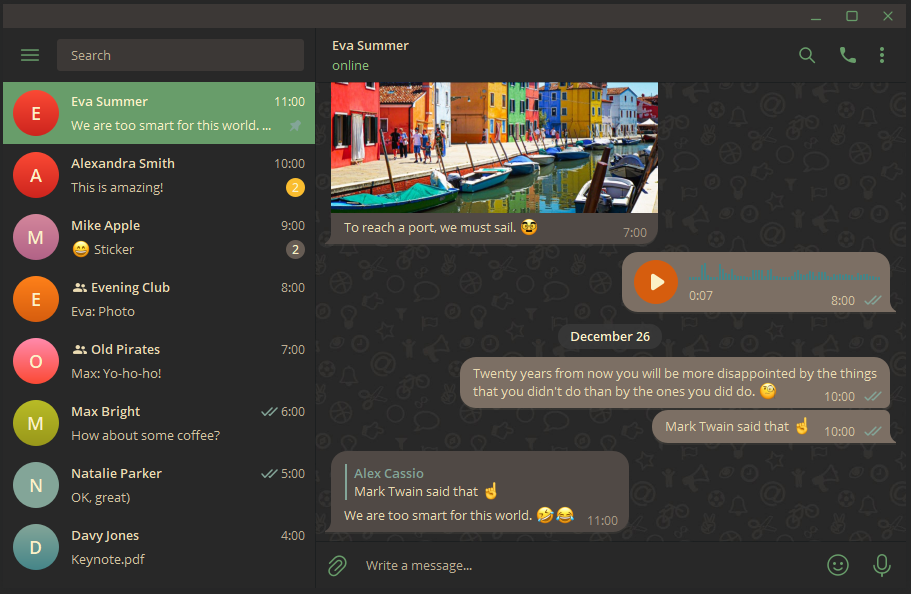 Search
E
Eva Summer
11:00
We are too smart for this world. ...
A
Alexandra Smith
10:00
This is amazing!
2
M
Mike Apple
9:00
😄 Sticker
2
E
Evening Club
8:00
Eva: Photo
O
Old Pirates
7:00
Max: Yo-ho-ho!
M
Max Bright
6:00
How about some coffee?
N
Natalie Parker
5:00
OK, great)
D
Davy Jones
4:00
Keynote.pdf
Eva Summer
online
To reach a port, we must sail. 🥸
7:00
0:07
8:00
December 26
Twenty years from now you will be more disappointed by the things
that you didn't do than by the ones you did do. 🧐
10:00
Mark Twain said that ☝️
10:00
Alex Cassio
Mark Twain said that ☝️
We are too smart for this world. 🤣😂
11:00
Write a message...